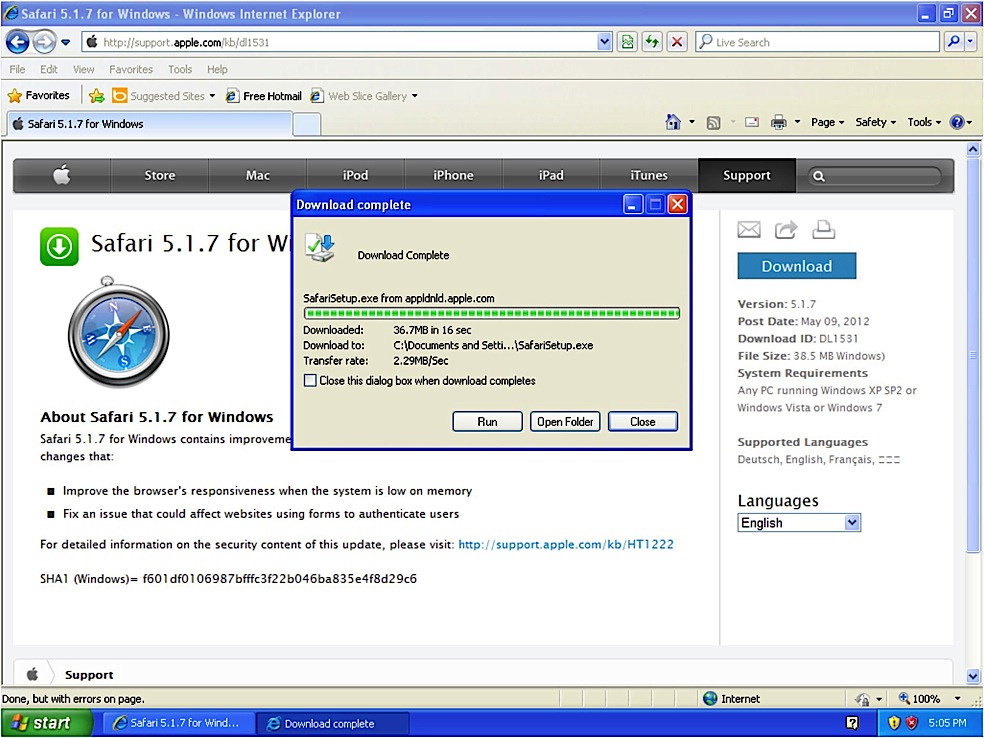 Safari 5.1.7 for Windows - Windows Internet Explorer
http://support.apple.com/kb/dl1531
Live Search
File Edit View Favorites Tools Help
Favorites Suggested Sites Free Hotmail Web Slice Gallery
Safari 5.1.7 for Windows Page Safety Tools
Store Mac iPod iPhone iPad iTunes Support
Download complete
Safari 5.1.7 for Wi
Download Complete
SafariSetup.exe from appldnld.apple.com
Downloaded: 36.7MB in 16 sec
Download to: C:\Documents and Setti...\SafariSetup.exe
Transfer rate: 2.29MB/Sec
Close this dialog box when download completes
Run Open Folder Close
About Safari 5.1.7 for Windows
Safari 5.1.7 for Windows contains improveme
changes that:
Improve the browser's responsiveness when the system is low on memory
Fix an issue that could affect websites using forms to authenticate users
For detailed information on the security content of this update, please visit: http://support.apple.com/kb/HT1222
SHA1 (Windows)= f601df0106987bfffc3f22b046ba835e4f8d29c6
Download
Version: 5.1.7
Post Date: May 09, 2012
Download ID: DL1531
File Size: 38.5 MB Windows)
System Requirements
Any PC running Windows XP SP2 or
Windows Vista or Windows 7
Supported Languages
Deutsch, English, Français, □□□
Languages
English
Support
Done, but with errors on page. Internet 100%
start Safari 5.1.7 for Wind... Download complete 5:05 PM